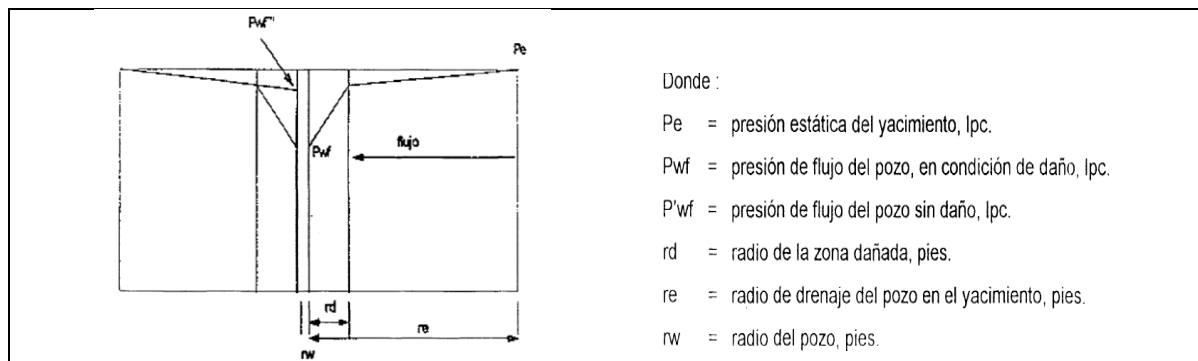 Pwf"
Pe
flujo
Pwf
rd
re
rw
Donde :
Pe = presión estática del yacimiento, lpc.
Pwf = presión de flujo del pozo, en condición de daño, lpc.
P'wf = presión de flujo del pozo sin daño, lpc.
rd = radio de la zona dañada, pies.
re = radio de drenaje del pozo en el yacimiento, pies.
rw = radio del pozo, pies.